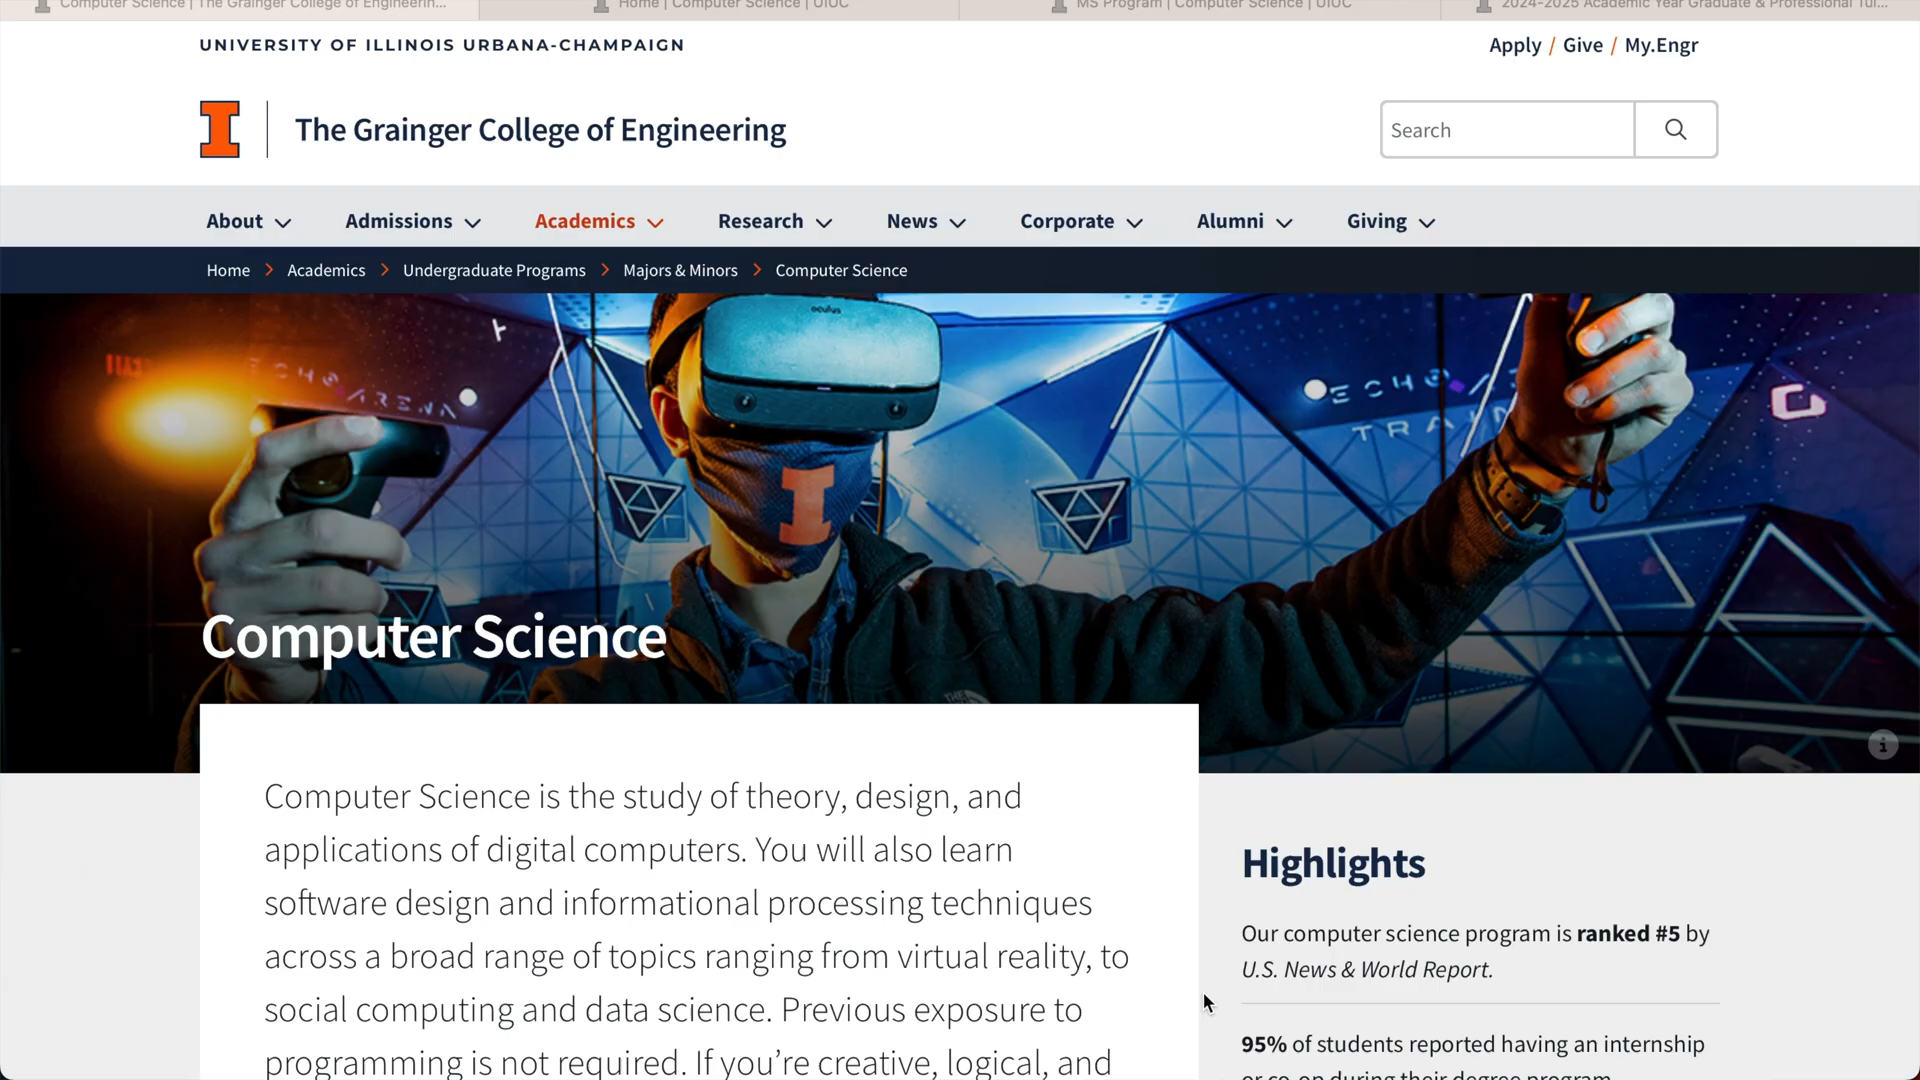 Computer Science | The Grainger College of Engineerin...
Home | Computer Science | UIUC
MS Program | Computer Science | UIUC
2024-2025 Academic Year Graduate & Professional Tui...
UNIVERSITY OF ILLINOIS URBANA-CHAMPAIGN
Apply / Give / My.Engr
The Grainger College of Engineering
Search
About Admissions Academics Research News Corporate Alumni Giving
Home > Academics > Undergraduate Programs > Majors & Minors > Computer Science
oculus
ECHO
ARENA
ECHO A
TRAIN
I
THE
Computer Science
Computer Science is the study of theory, design, and
applications of digital computers. You will also learn
software design and informational processing techniques
across a broad range of topics ranging from virtual reality, to
social computing and data science. Previous exposure to
programming is not required. If you’re creative, logical, and
Highlights
Our computer science program is ranked #5 by
U.S. News & World Report.
95% of students reported having an internship
or co-op during their degree program